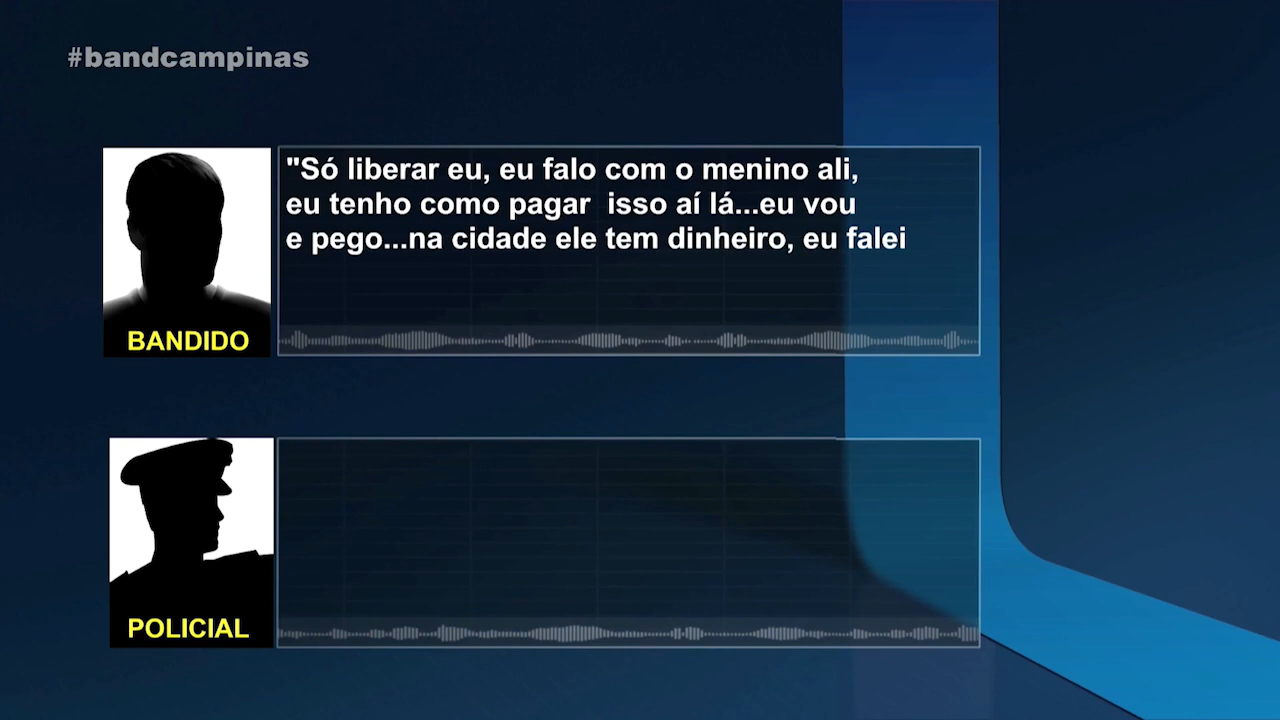 #bandcampinas
"Só liberar eu, eu falo com o menino ali,
eu tenho como pagar  isso aí lá...eu vou
e pego...na cidade ele tem dinheiro, eu falei
BANDIDO
POLICIAL